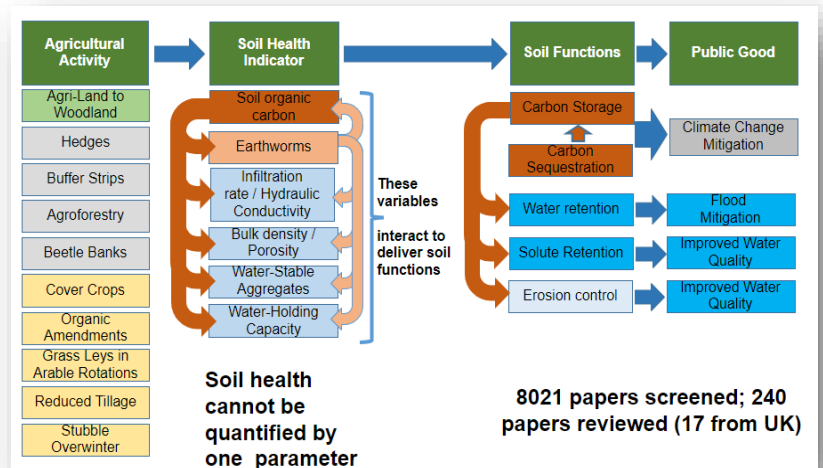 Agricultural
Activity
Soil Health
Indicator
Soil Functions
Public Good
Agri-Land to
Woodland
Hedges
Buffer Strips
Agroforestry
Beetle Banks
Cover Crops
Organic
Amendments
Grass Leys in
Arable Rotations
Reduced Tillage
Stubble
Overwinter
Soil organic
carbon
Earthworms
Infiltration
rate / Hydraulic
Conductivity
Bulk density /
Porosity
Water-Stable
Aggregates
Water-Holding
Capacity
These
variables
interact to
deliver soil
functions
Carbon Storage
Carbon
Sequestration
Water retention
Solute Retention
Erosion control
Climate Change
Mitigation
Flood
Mitigation
Improved Water
Quality
Improved Water
Quality
Soil health
cannot be
quantified by
one parameter
8021 papers screened; 240
papers reviewed (17 from UK)